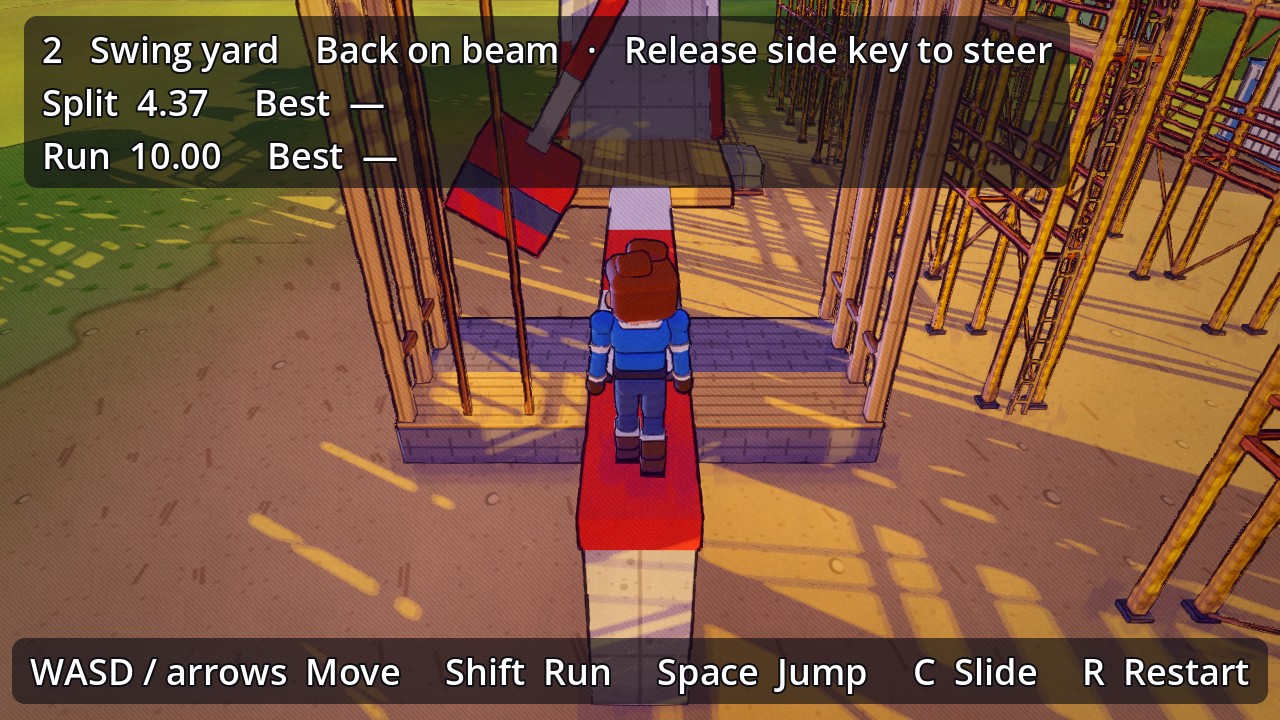 2 Swing yard Back on beam · Release side key to steer
Split 4.37 Best —
Run 10.00 Best —
WASD / arrows Move Shift Run Space Jump C Slide R Restart